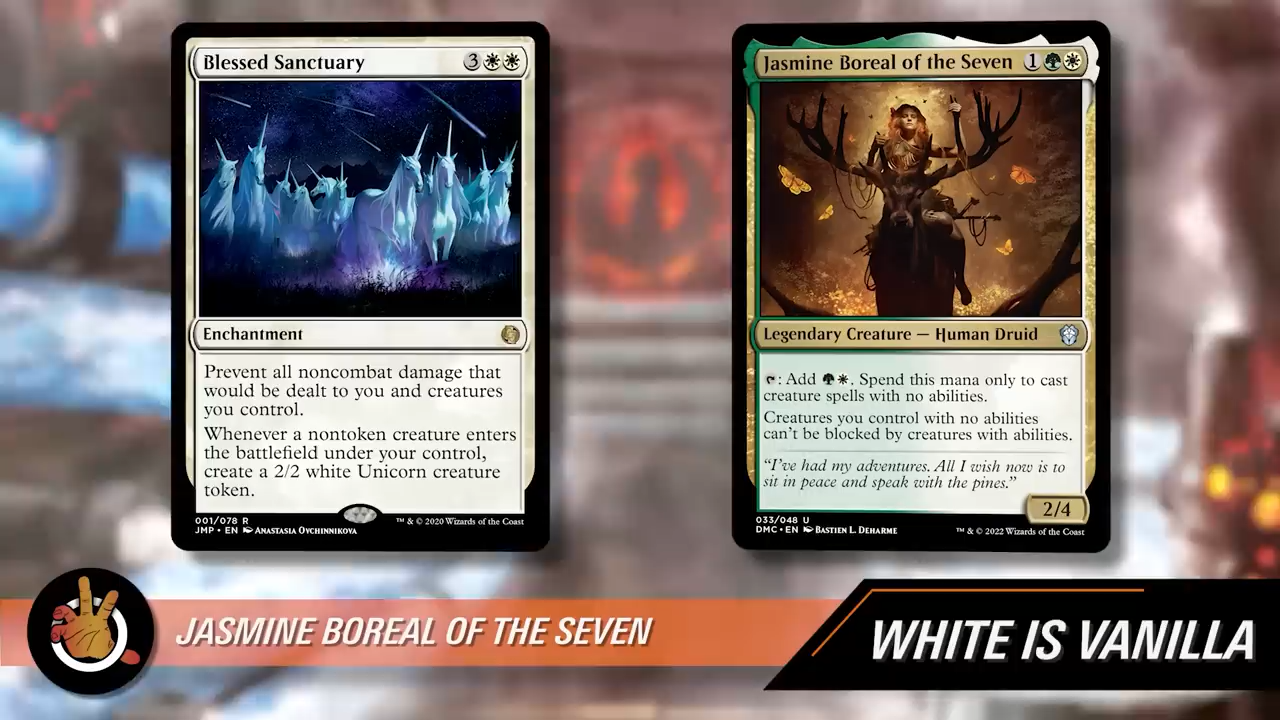 Blessed Sanctuary 3
Enchantment
Prevent all noncombat damage that
would be dealt to you and creatures
you control.
Whenever a nontoken creature enters
the battlefield under your control,
create a 2/2 white Unicorn creature
token.
001/078 R
JMP • EN ANASTASIA OVCHINNIKOVA
™ & © 2020 Wizards of the Coast
Jasmine Boreal of the Seven 1
Legendary Creature — Human Druid
: Add . Spend this mana only to cast
creature spells with no abilities.
Creatures you control with no abilities
can't be blocked by creatures with abilities.
"I've had my adventures. All I wish now is to
sit in peace and speak with the pines."
2/4
033/048 U
DMC • EN BASTIEN L. DEHARME
™ & © 2022 Wizards of the Coast
JASMINE BOREAL OF THE SEVEN
WHITE IS VANILLA